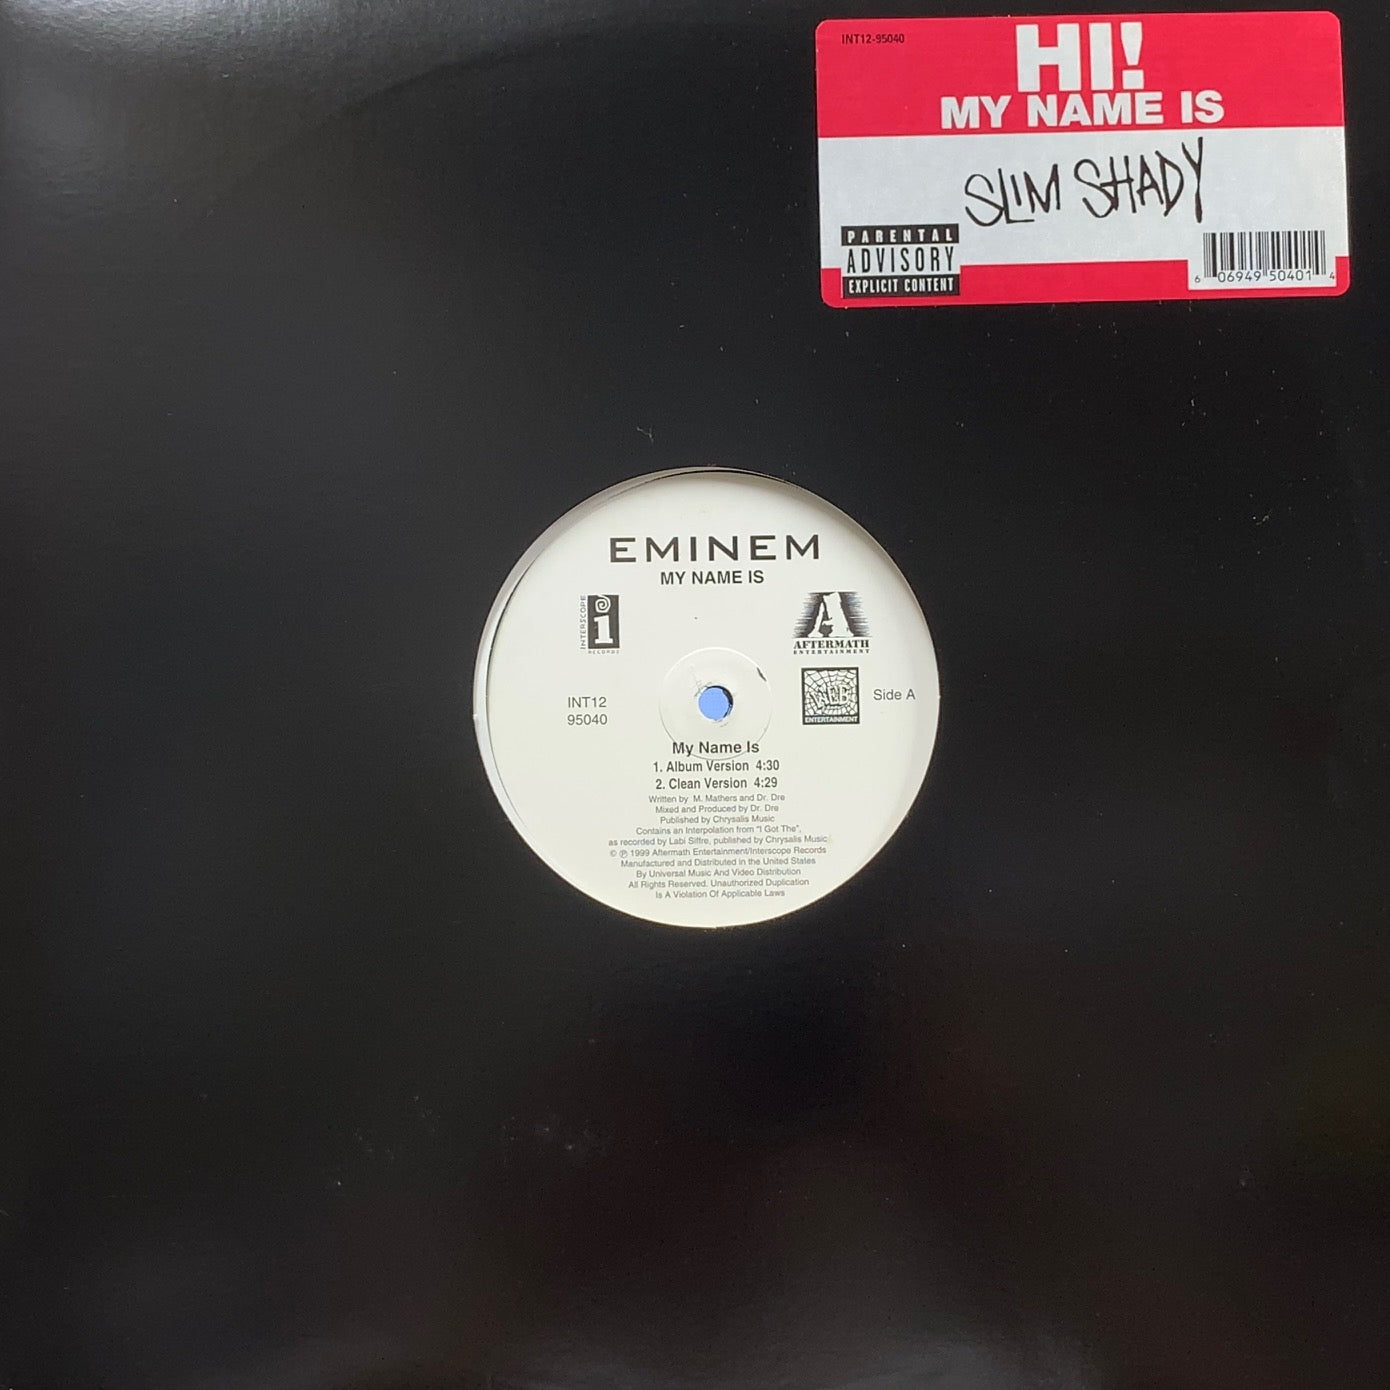 INT12-95040
HI!
MY NAME IS
SLIM SHADY
PARENTAL
ADVISORY
EXPLICIT CONTENT
6 06949 50401 4
EMINEM
MY NAME IS
INTERSCOPE
i
RECORDS
A
AFTERMATH
ENTERTAINMENT
INT12
95040
WEB
ENTERTAINMENT
Side A
My Name Is
1. Album Version 4:30
2. Clean Version 4:29
Written by M. Mathers and Dr. Dre
Mixed and Produced by Dr. Dre
Published by Chrysalis Music
Contains an Interpolation from "I Got The",
as recorded by Labi Siffre, published by Chrysalis Music
© ℗ 1999 Aftermath Entertainment/Interscope Records
Manufactured and Distributed in the United States
By Universal Music And Video Distribution
All Rights Reserved. Unauthorized Duplication
Is A Violation Of Applicable Laws